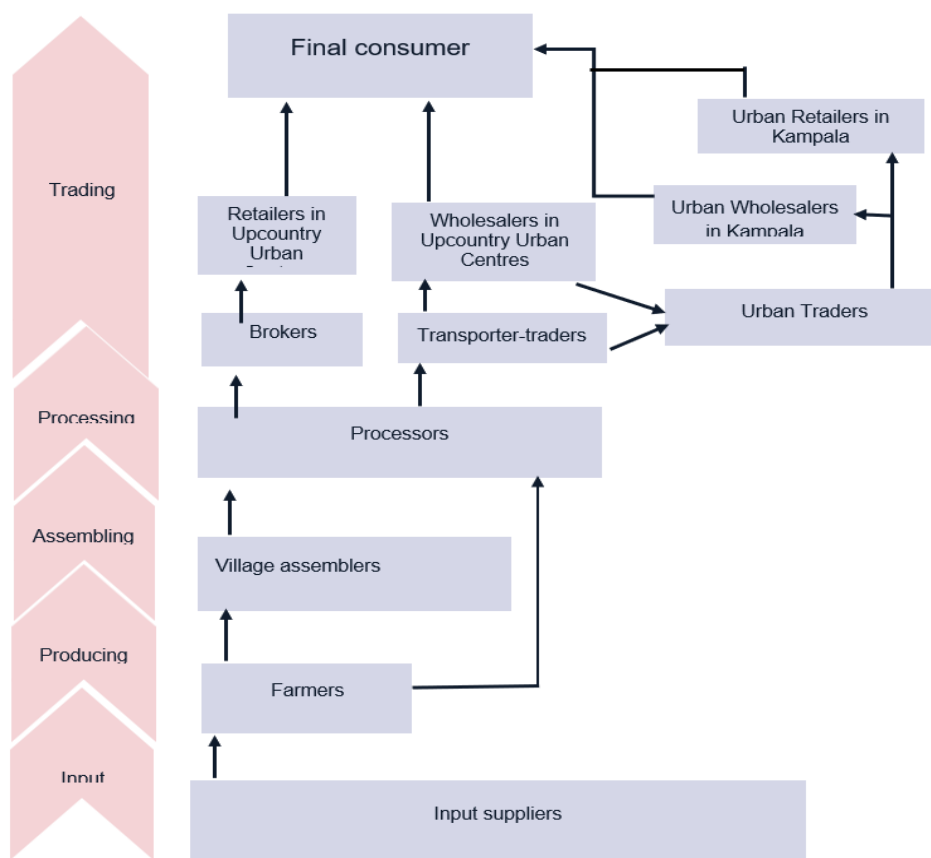 Final consumer
Urban Retailers in
Kampala
Trading
Retailers in
Upcountry
Urban
Wholesalers in
Upcountry Urban
Centres
Urban Wholesalers
in Kampala
Urban Traders
Brokers
Transporter-traders
Processing
Processors
Assembling
Village assemblers
Producing
Farmers
Input
Input suppliers